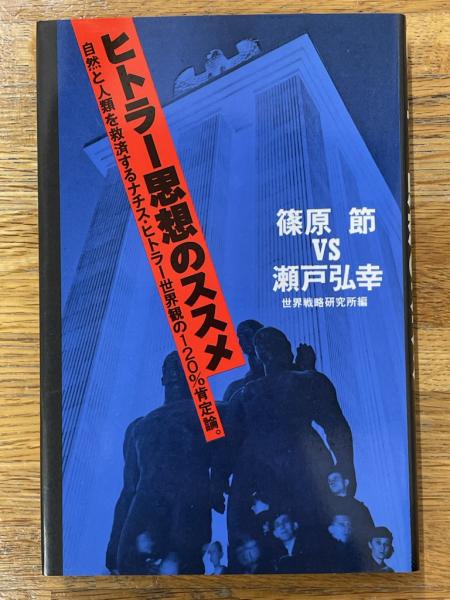 ヒトラー思想のススメ
自然と人類を救済するナチス・ヒトラー世界観の120%肯定論。
篠原 節
VS
瀬戸弘幸
世界戦略研究所編